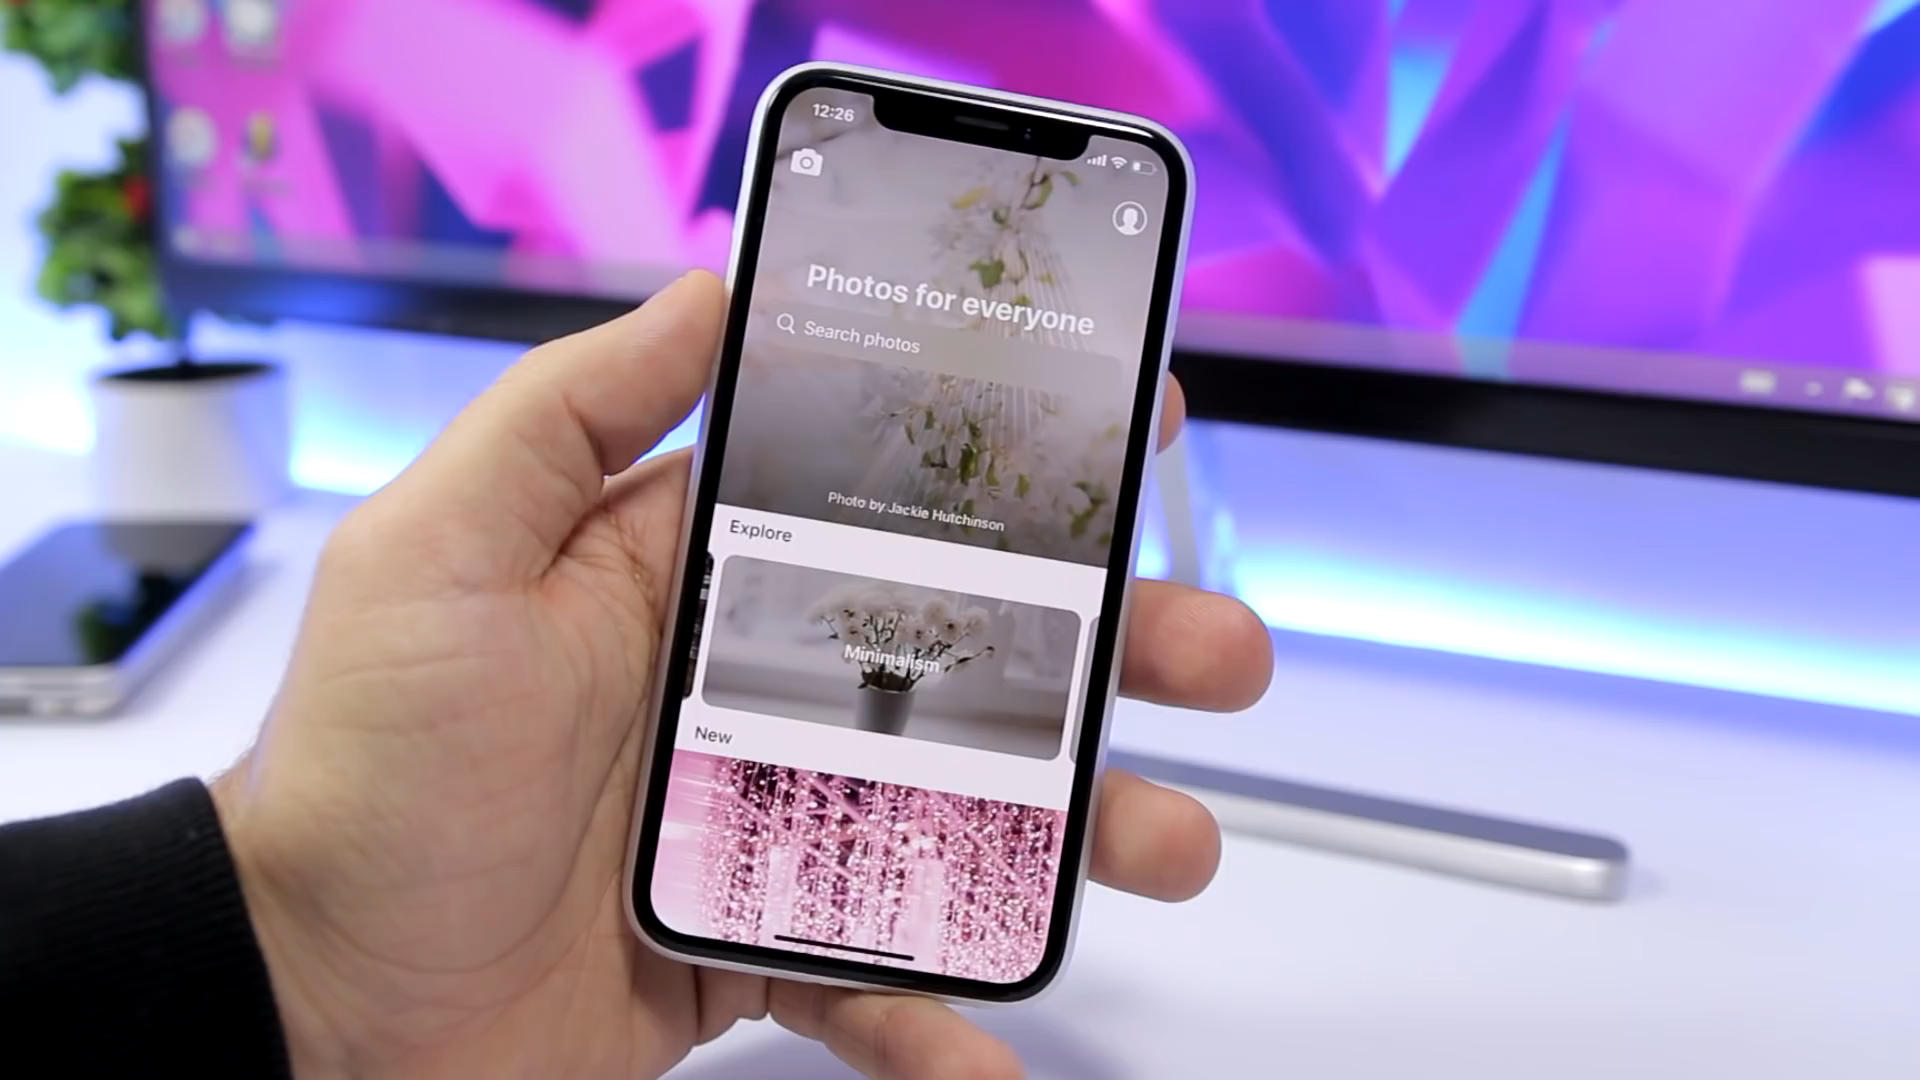 12:26
Photos for everyone
Search photos
Photo by Jackie Hutchinson
Explore
Minimalism
New